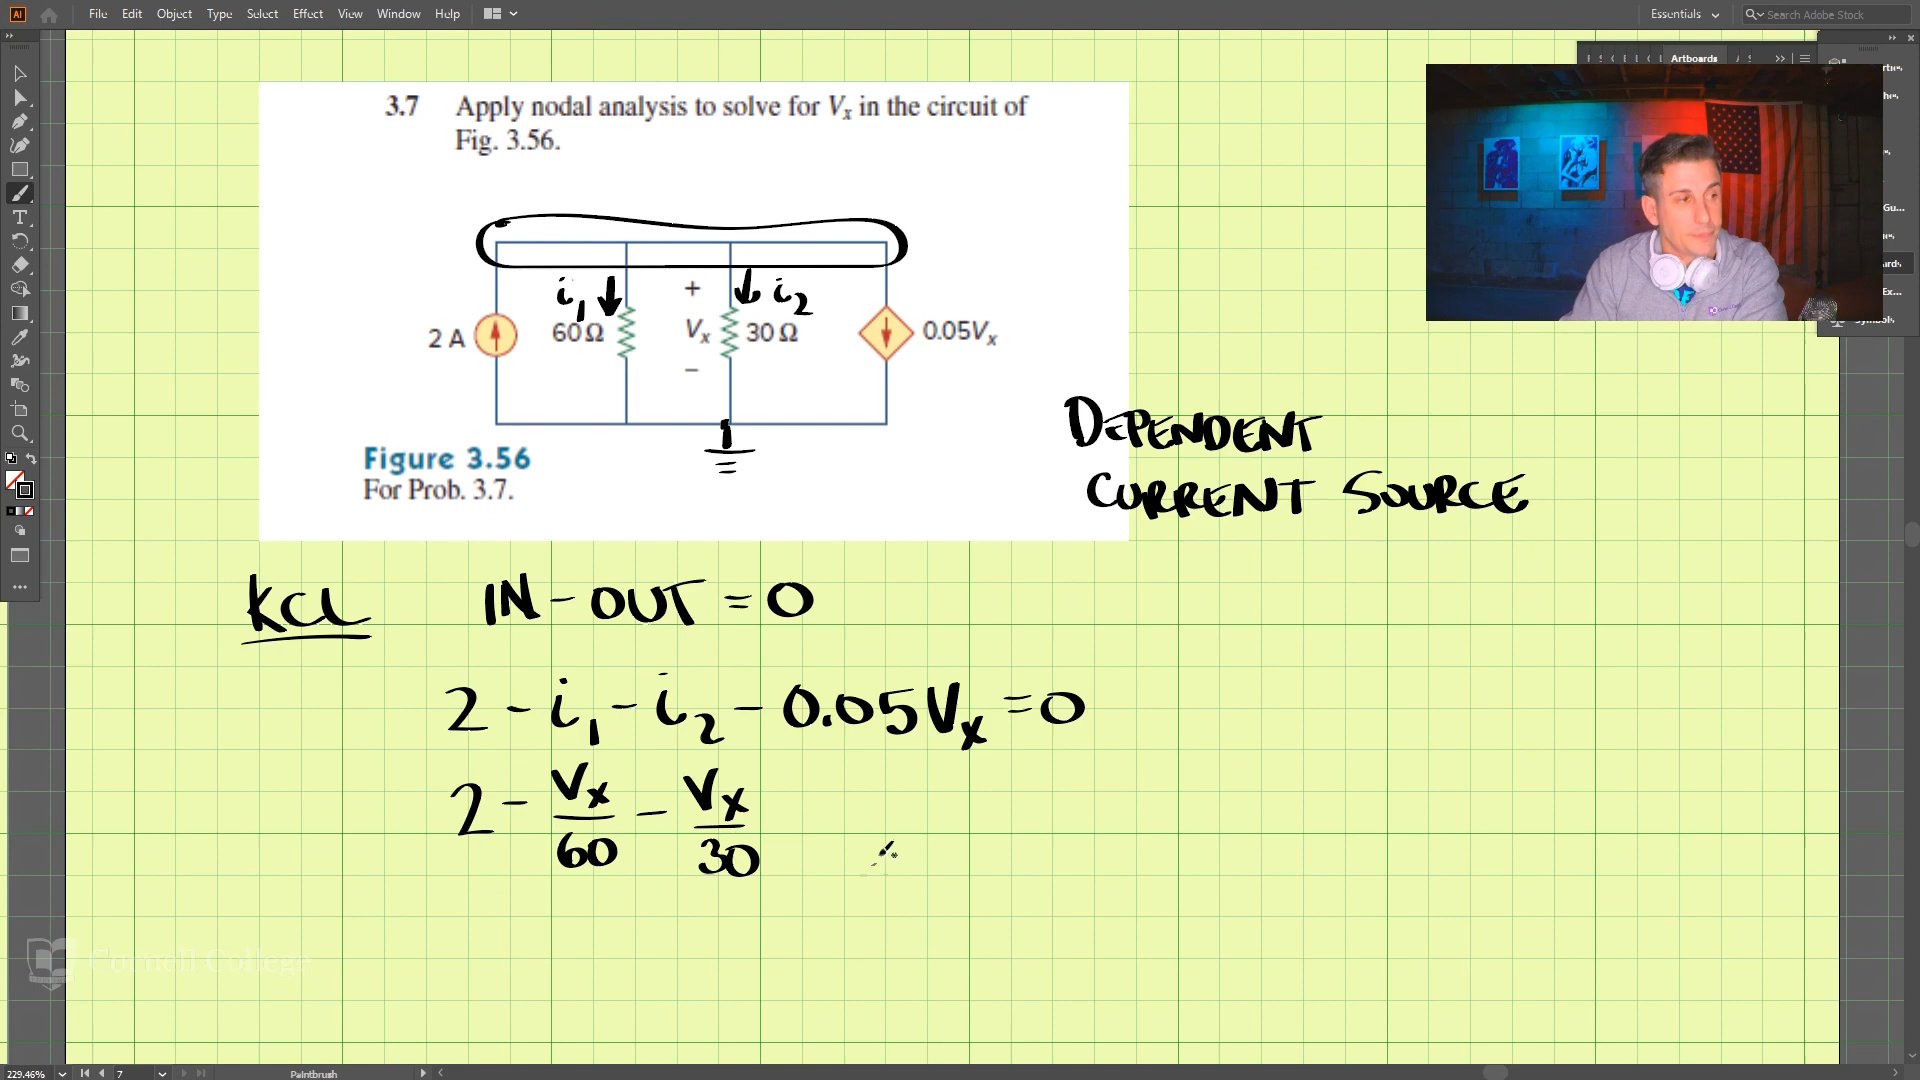 File Edit Object Type Select Effect View Window Help
Essentials
Search Adobe Stock
Artboards
3.7 Apply nodal analysis to solve for Vx in the circuit of
Fig. 3.56.
i1
+
i2
2 A
60 Ω
Vx
30 Ω
0.05Vx
−
Figure 3.56
For Prob. 3.7.
DEPENDENT
CURRENT SOURCE
KCL IN - OUT = 0
2 - i1 - i2 - 0.05Vx = 0
2 - Vx/60 - Vx/30
Cornell College
229.46% 7 Paintbrush